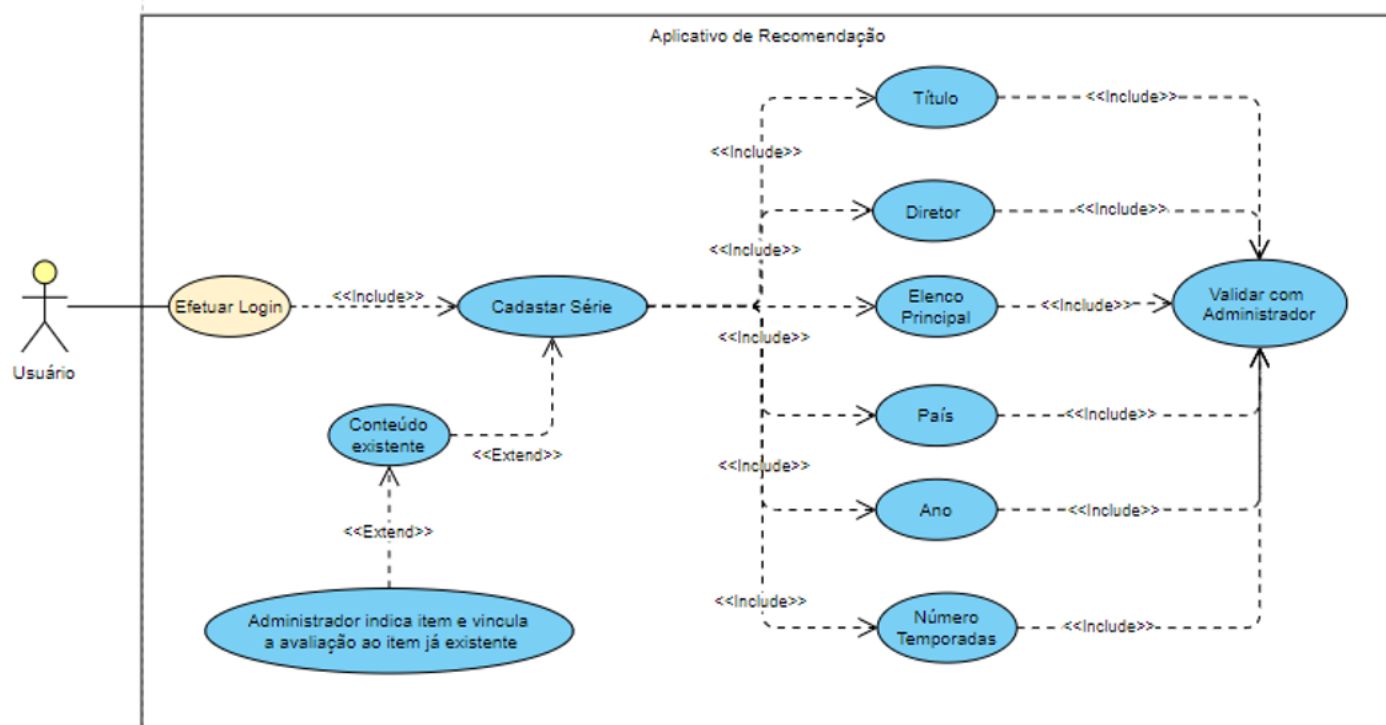 Aplicativo de Recomendação
Título
<<Include>>
<<Include>>
Diretor
<<Include>>
<<Include>>
Usuário
Efetuar Login
<<Include>>
Cadastar Série
Elenco
Principal
<<Include>>
Validar com
Administrador
<<Include>>
Conteúdo
existente
<<Extend>>
País
<<Include>>
<<Include>>
Ano
<<Include>>
<<Extend>>
Administrador indica item e vincula
a avaliação ao item já existente
<<Include>>
Número
Temporadas
<<Include>>